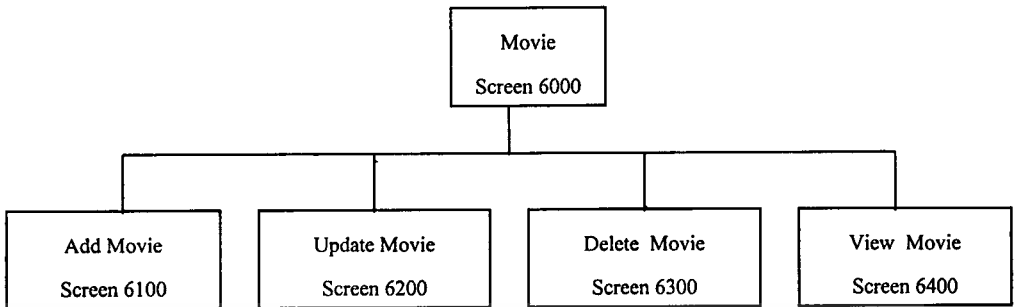 Movie
Screen 6000
Add Movie
Screen 6100
Update Movie
Screen 6200
Delete Movie
Screen 6300
View Movie
Screen 6400